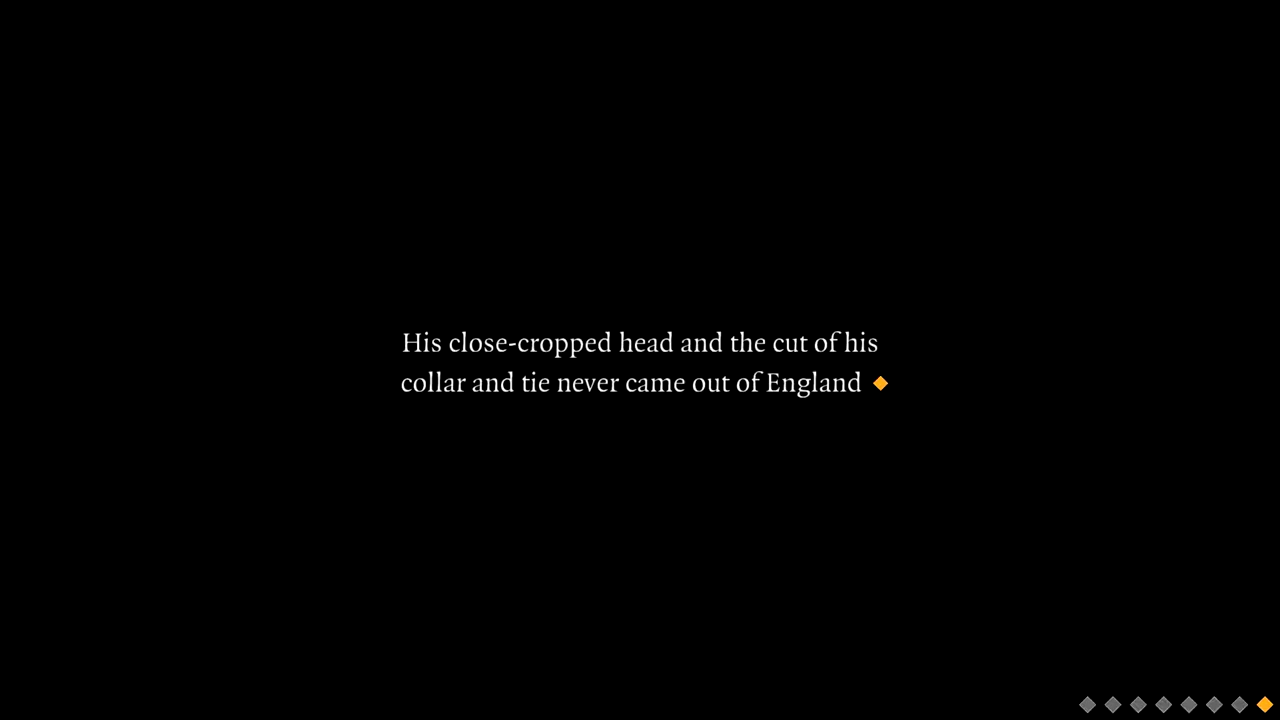 His close-cropped head and the cut of his
collar and tie never came out of England